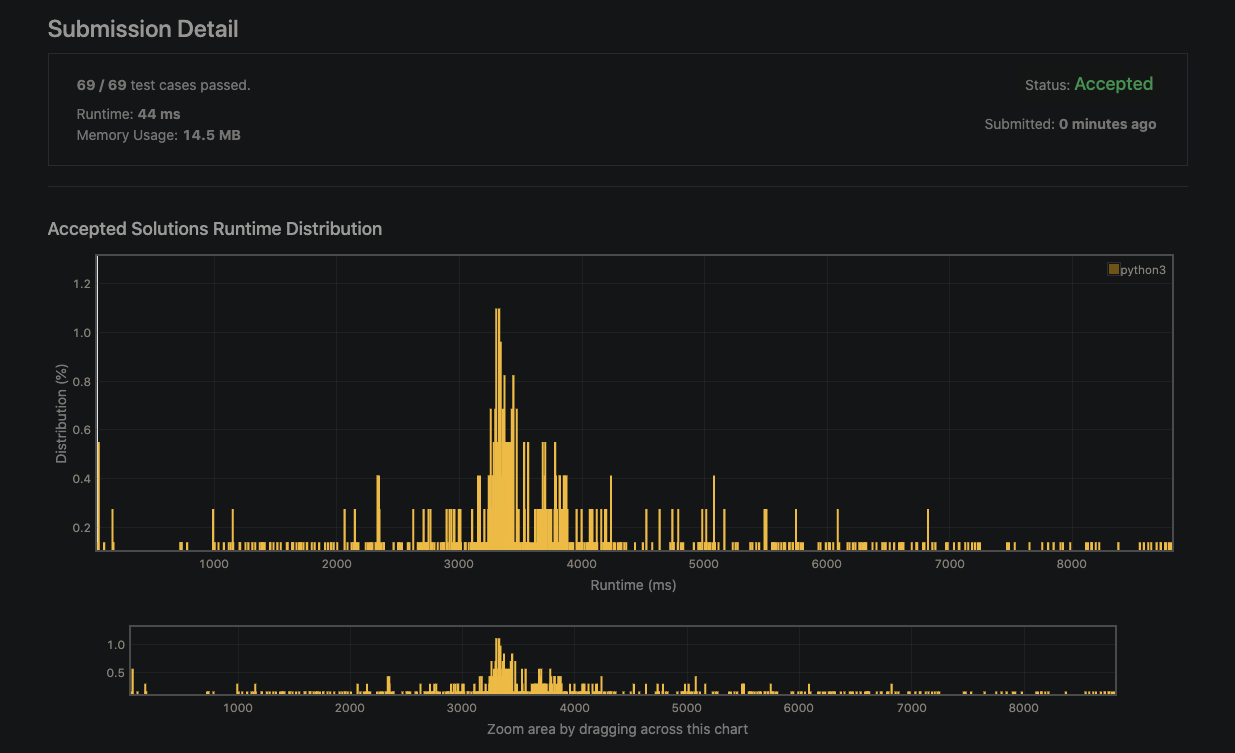 Submission Detail
69 / 69 test cases passed.
Status: Accepted
Runtime: 44 ms
Submitted: 0 minutes ago
Memory Usage: 14.5 MB
Accepted Solutions Runtime Distribution
python3
1.2
1.0
0.8
0.6
0.4
0.2
Distribution (%)
1000 2000 3000 4000 5000 6000 7000 8000
Runtime (ms)
1.0
0.5
1000 2000 3000 4000 5000 6000 7000 8000
Zoom area by dragging across this chart